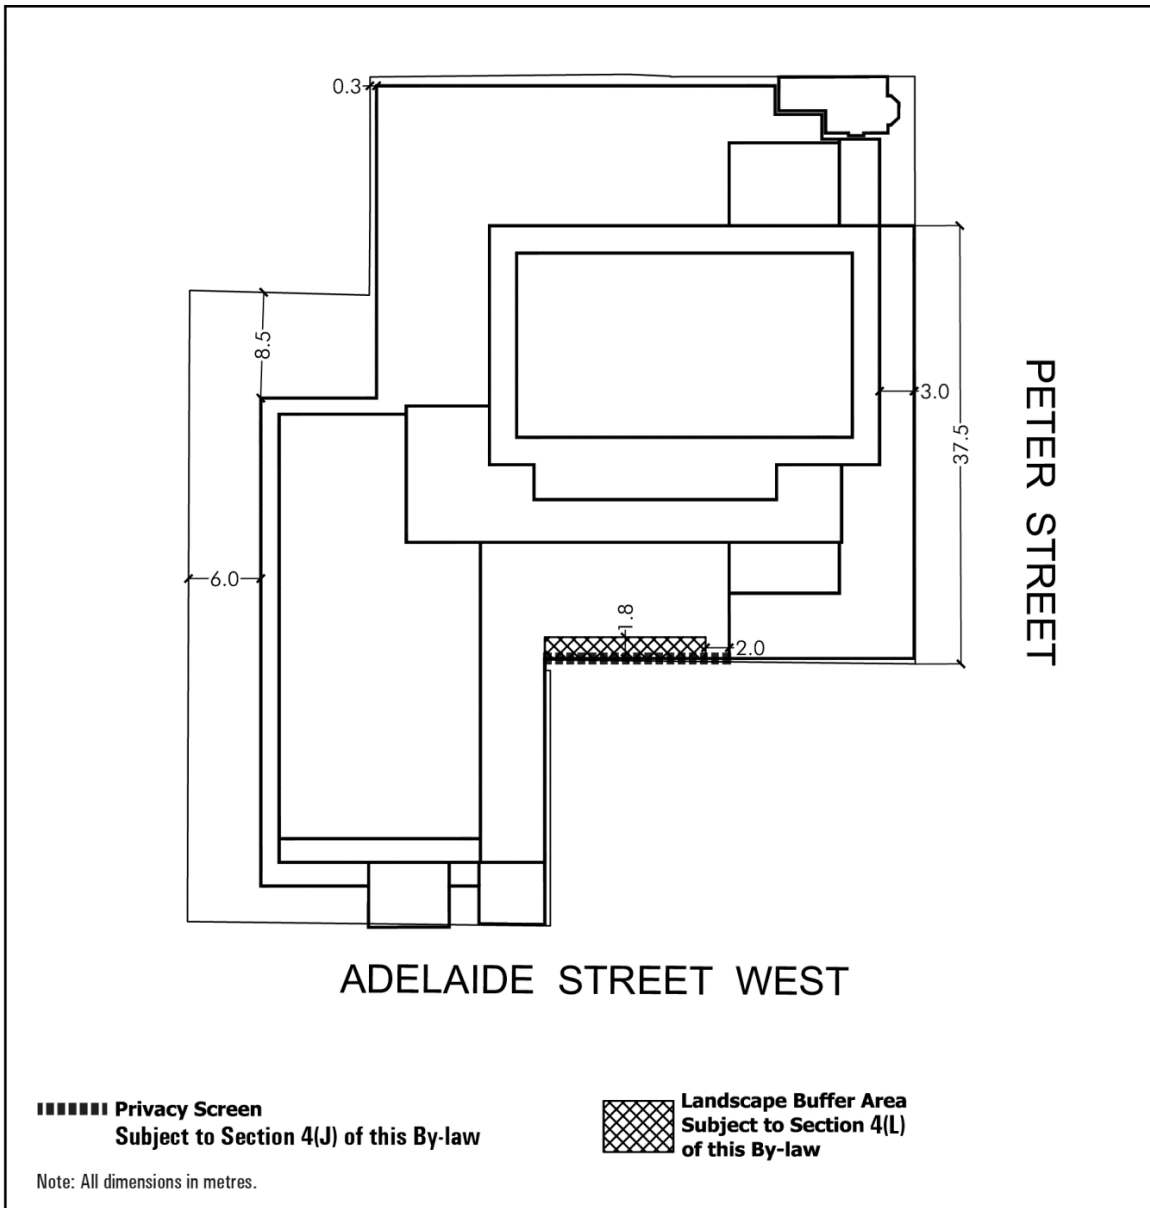 0.3
8.5
3.0
37.5
PETER STREET
6.0
1.8
2.0
ADELAIDE STREET WEST
Privacy Screen
Subject to Section 4(J) of this By-law
Landscape Buffer Area
Subject to Section 4(L)
of this By-law
Note: All dimensions in metres.